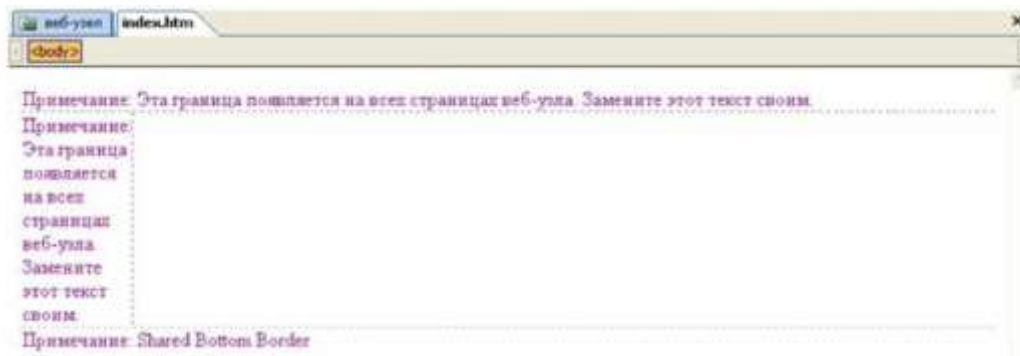 веб-узел index.htm
<body>
Примечание: Эта граница появляется на всех страницах веб-узла. Замените этот текст своим.
Примечание:
Эта граница
появляется
на всех
страницах
веб-узла.
Замените
этот текст
своим.
Примечание: Shared Bottom Border